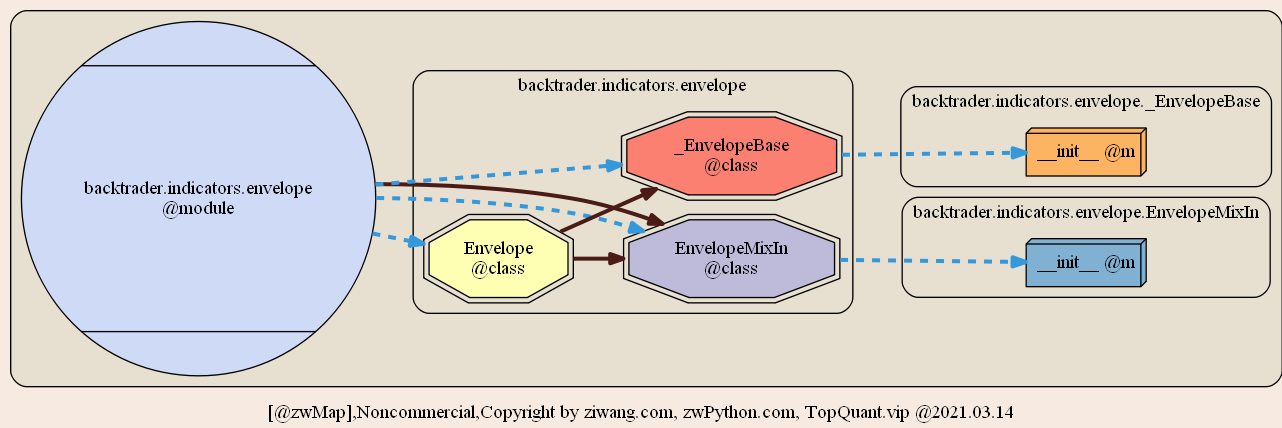 backtrader.indicators.envelope
@module
backtrader.indicators.envelope
_EnvelopeBase
@class
Envelope
@class
EnvelopeMixIn
@class
backtrader.indicators.envelope._EnvelopeBase
__init__ @m
backtrader.indicators.envelope.EnvelopeMixIn
__init__ @m
[@zwMap],Noncommercial,Copyright by ziwang.com, zwPython.com, TopQuant.vip @2021.03.14